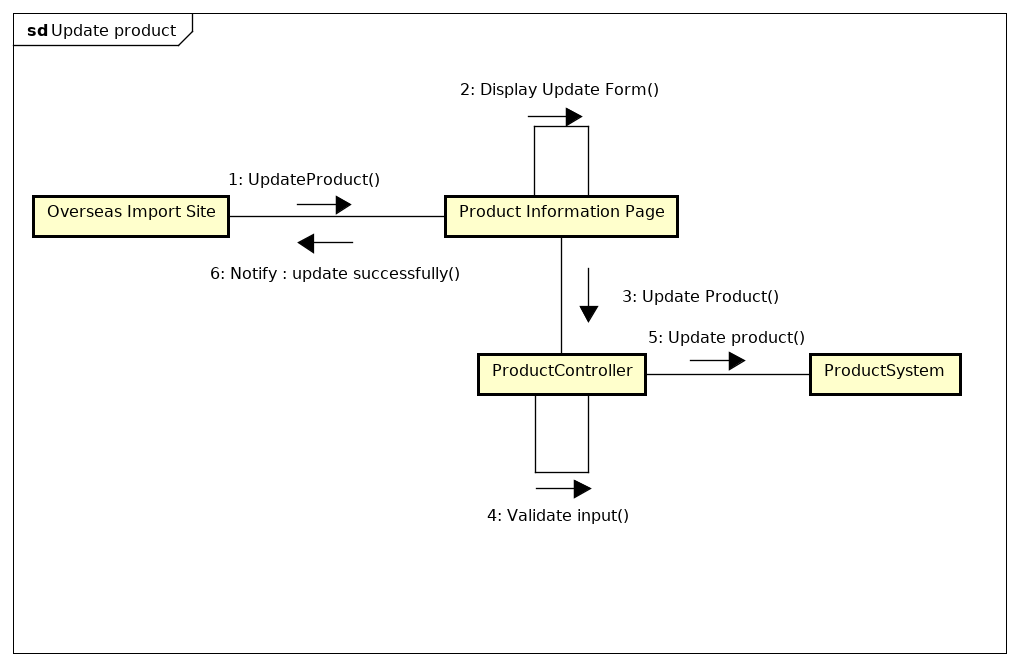 sd Update product
2: Display Update Form()
1: UpdateProduct()
Overseas Import Site
Product Information Page
6: Notify : update successfully()
3: Update Product()
5: Update product()
ProductController
ProductSystem
4: Validate input()